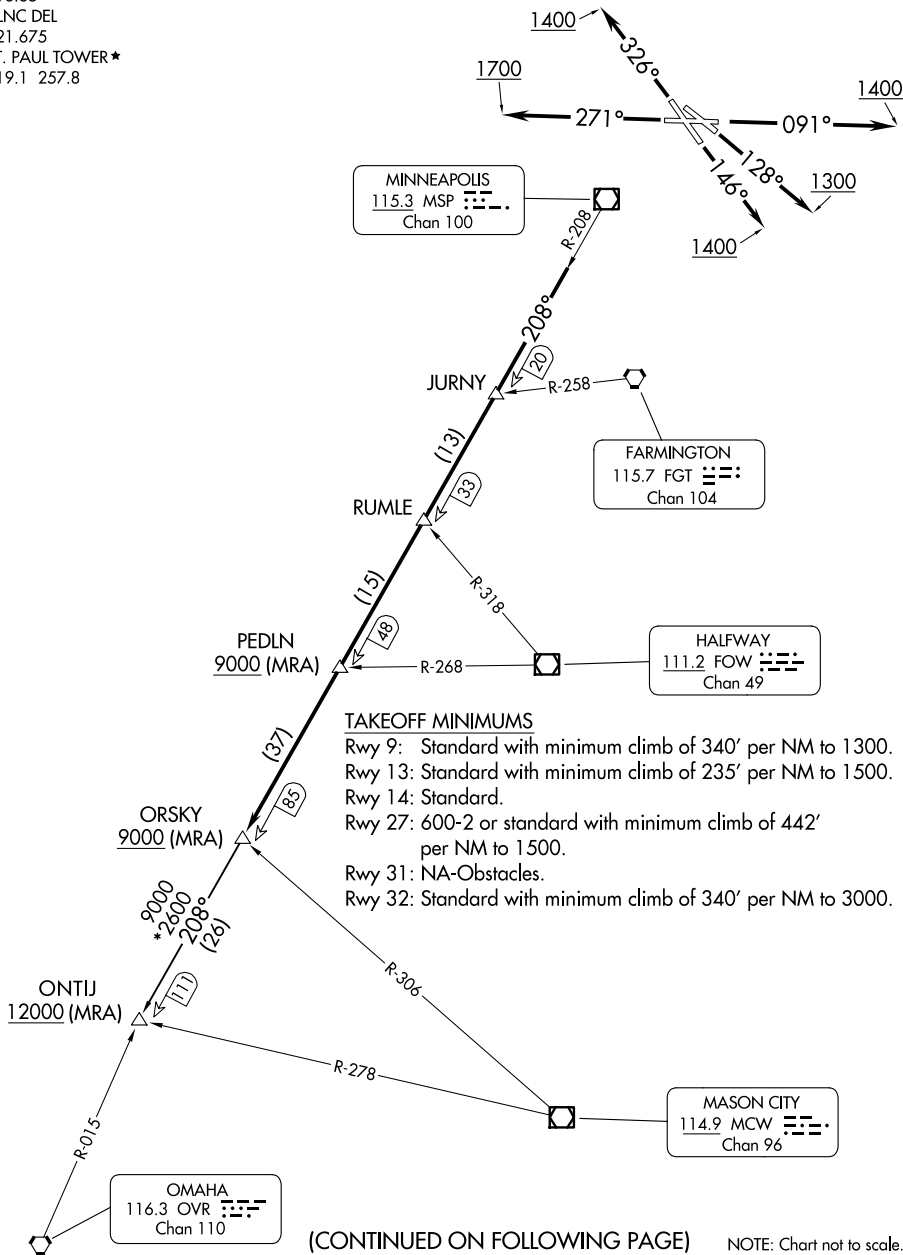 LNC DEL
21.675
T. PAUL TOWER★
19.1 257.8
1400
326°
1700
271°
091°
1400
128°
146°
1300
1400
MINNEAPOLIS
115.3 MSP
Chan 100
R-208
208°
20
JURNY
R-258
FARMINGTON
115.7 FGT
Chan 104
(13)
33
RUMLE
R-318
(15)
48
PEDLN
9000 (MRA)
R-268
HALFWAY
111.2 FOW
Chan 49
(37)
TAKEOFF MINIMUMS
Rwy 9: Standard with minimum climb of 340' per NM to 1300.
Rwy 13: Standard with minimum climb of 235' per NM to 1500.
Rwy 14: Standard.
Rwy 27: 600-2 or standard with minimum climb of 442'
per NM to 1500.
Rwy 31: NA-Obstacles.
Rwy 32: Standard with minimum climb of 340' per NM to 3000.
85
ORSKY
9000 (MRA)
9000
*2600
208°
(26)
R-306
111
ONTIJ
12000 (MRA)
R-278
R-015
MASON CITY
114.9 MCW
Chan 96
OMAHA
116.3 OVR
Chan 110
(CONTINUED ON FOLLOWING PAGE)
NOTE: Chart not to scale.